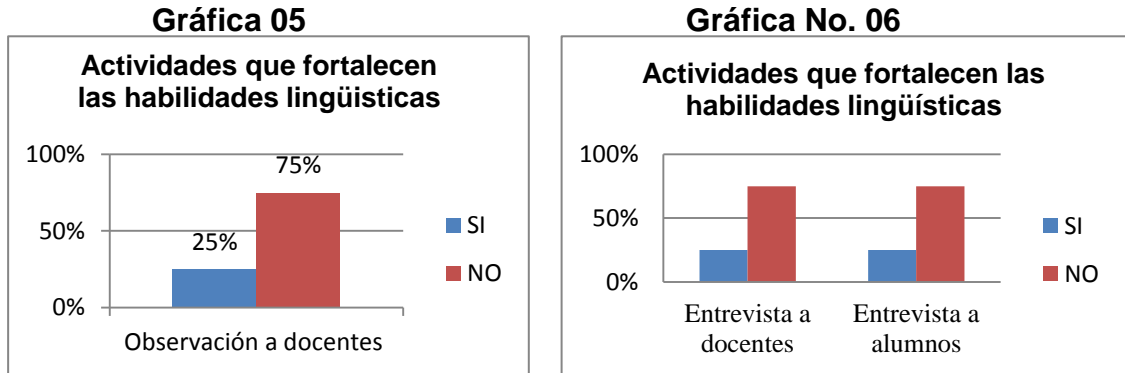 Gráfica 05
Actividades que fortalecen
las habilidades lingüisticas
100%
75%
50%
25%
0%
SI
NO
Observación a docentes
Gráfica No. 06
Actividades que fortalecen las
habilidades lingüísticas
100%
50%
0%
SI
NO
Entrevista a
docentes
Entrevista a
alumnos